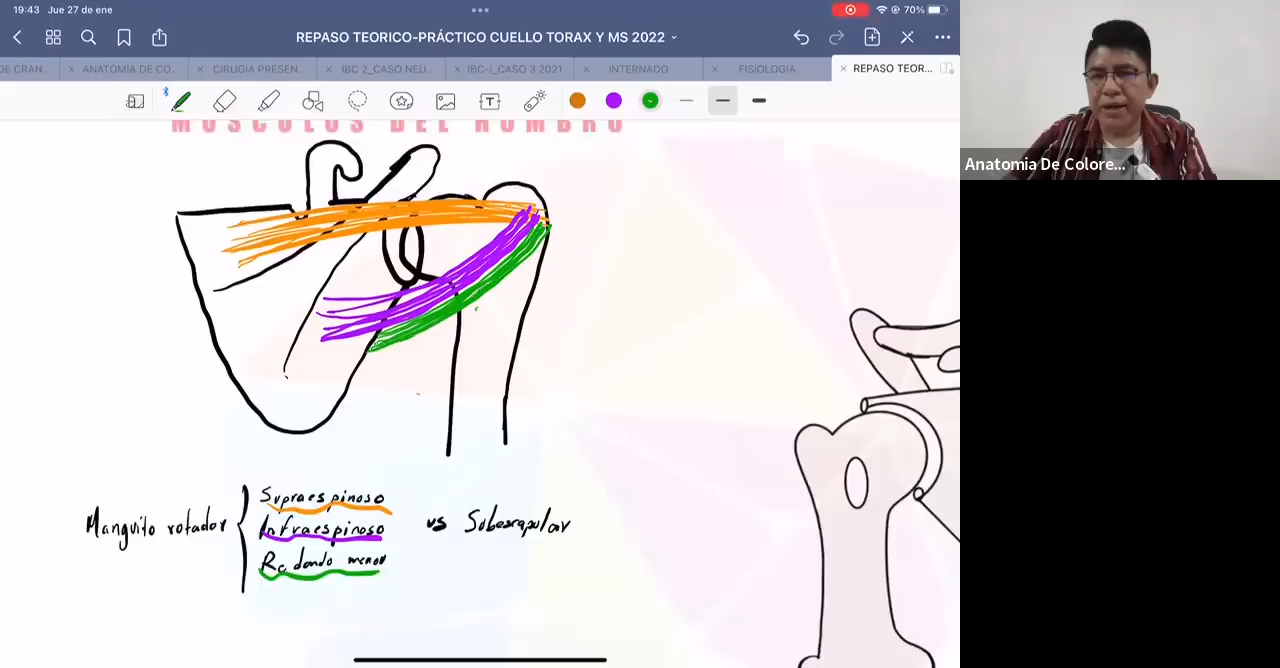 19:43 Jue 27 de ene
70%
REPASO TEORICO-PRÁCTICO CUELLO TORAX Y MS 2022
DE CRAN...
ANATOMÍA DE CO...
CIRUGIA PRESEN...
IBC 2_CASO NEU...
IBC-I_CASO 3 2021
INTERNADO
FISIOLOGIA
REPASO TEOR...
MUSCULOS DEL HOMBRO
Anatomia De Colore...
Manguito rotador
Supraespinoso
Infraespinoso
Redondo menor
vs Subescapular